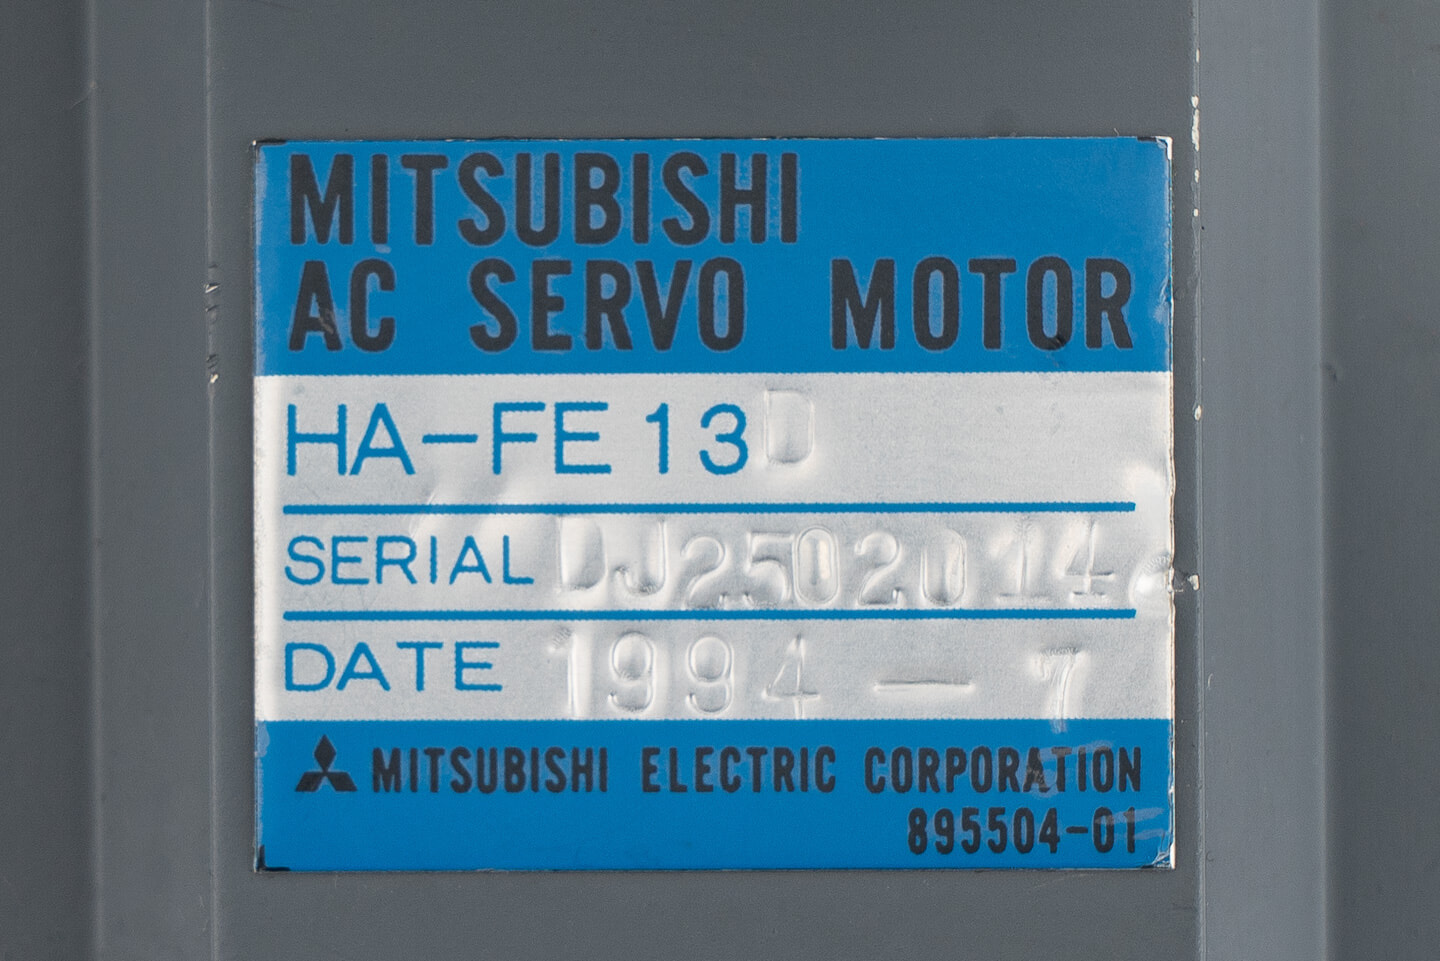 MITSUBISHI
AC SERVO MOTOR
HA-FE13D
SERIAL DJ2502014
DATE 1994-7
MITSUBISHI ELECTRIC CORPORATION
895504-01